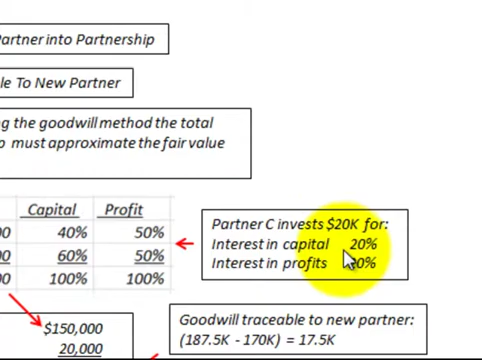 Partner into Partnership
To New Partner
the goodwill method the total
must approximate the fair value
Capital Profit
40% 50%
60% 50%
100% 100%
Partner C invests $20K for:
Interest in capital 20%
Interest in profits
$150,000
20,000
Goodwill traceable to new partner:
(187.5K - 170K) = 17.5K